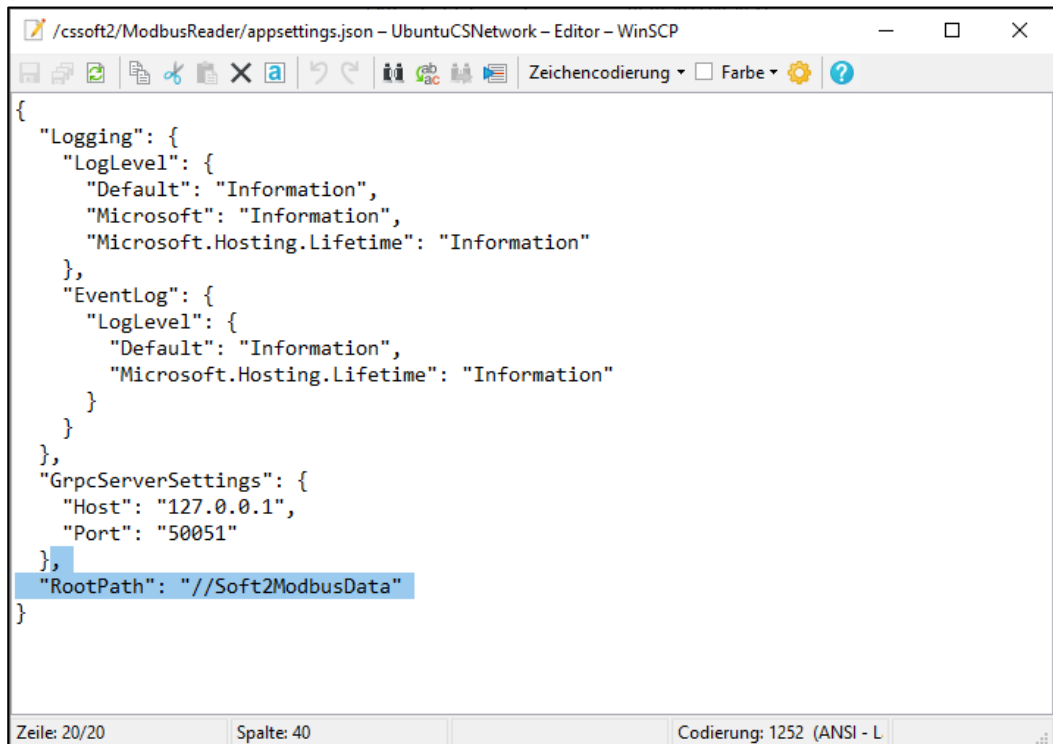 /cssoft2/ModbusReader/appsettings.json – UbuntuCSNetwork – Editor – WinSCP
Zeichencodierung Farbe
{
"Logging": {
"LogLevel": {
"Default": "Information",
"Microsoft": "Information",
"Microsoft.Hosting.Lifetime": "Information"
},
"EventLog": {
"LogLevel": {
"Default": "Information",
"Microsoft.Hosting.Lifetime": "Information"
}
}
},
"GrpcServerSettings": {
"Host": "127.0.0.1",
"Port": "50051"
},
"RootPath": "//Soft2ModbusData"
}
Zeile: 20/20 Spalte: 40 Codierung: 1252 (ANSI - L